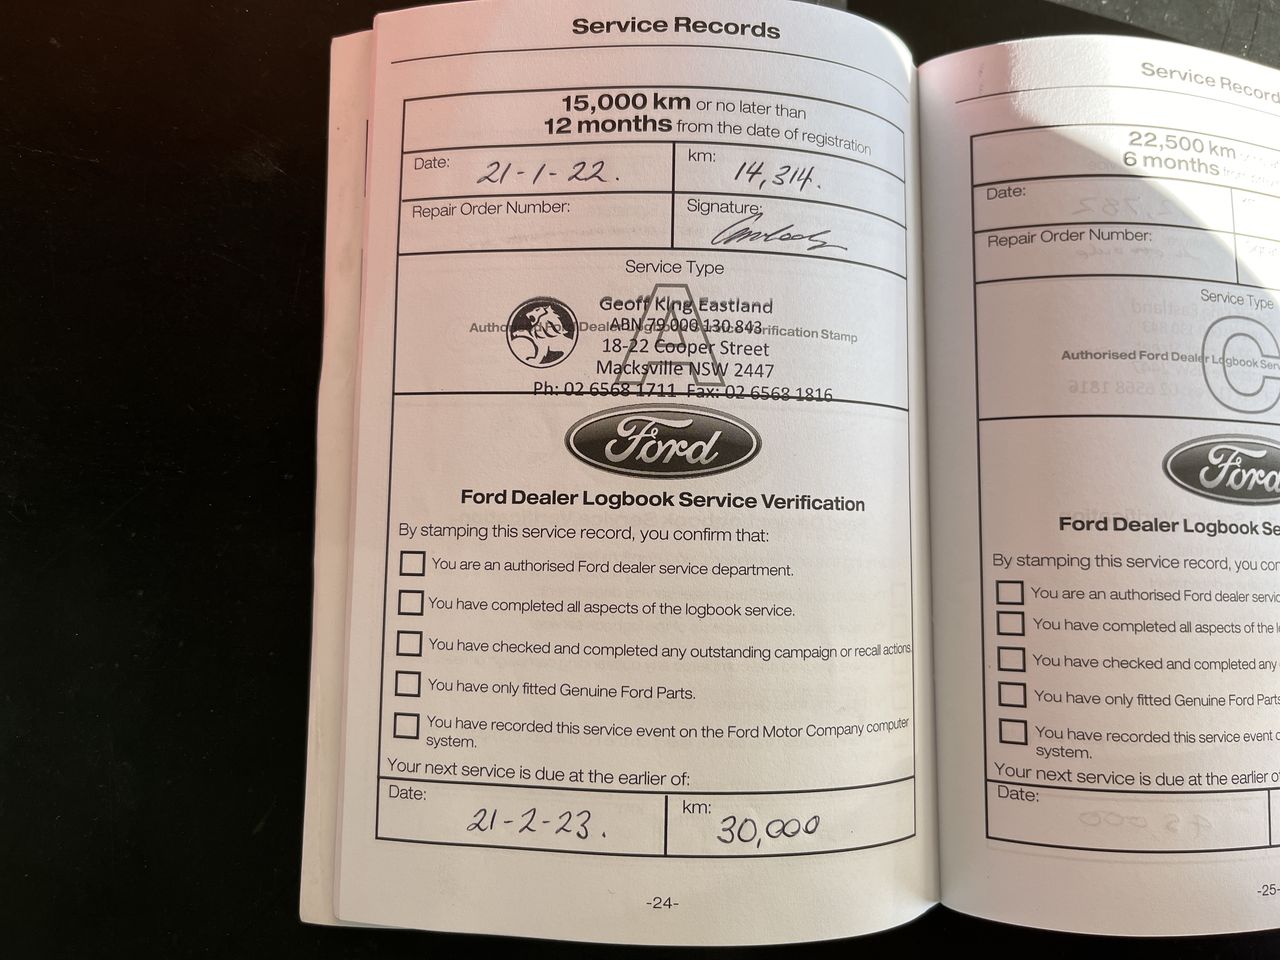 Service Records
15,000 km or no later than
12 months from the date of registration
Date: 21-1-22. km: 14,314.
Repair Order Number: Signature:
Service Type
A
Geoff King Eastland
ABN 79 000 130 843
18-22 Cooper Street
Macksville NSW 2447
Ph: 02 6568 1711 Fax: 02 6568 1816
Ford
Ford Dealer Logbook Service Verification
By stamping this service record, you confirm that:
You are an authorised Ford dealer service department.
You have completed all aspects of the logbook service.
You have checked and completed any outstanding campaign or recall actions.
You have only fitted Genuine Ford Parts.
You have recorded this service event on the Ford Motor Company computer
system.
Your next service is due at the earlier of:
Date: 21-2-23. km: 30,000
-24-
Service Record
22,500 km
6 months
Date:
Repair Order Number:
Service Type
C
Authorised Ford Dealer Logbook Ser
Ford
Ford Dealer Logbook Se
By stamping this service record, you con
You are an authorised Ford dealer servic
You have completed all aspects of the l
You have checked and completed any
You have only fitted Genuine Ford Parts
You have recorded this service event o
system.
Your next service is due at the earlier o
Date:
-25-